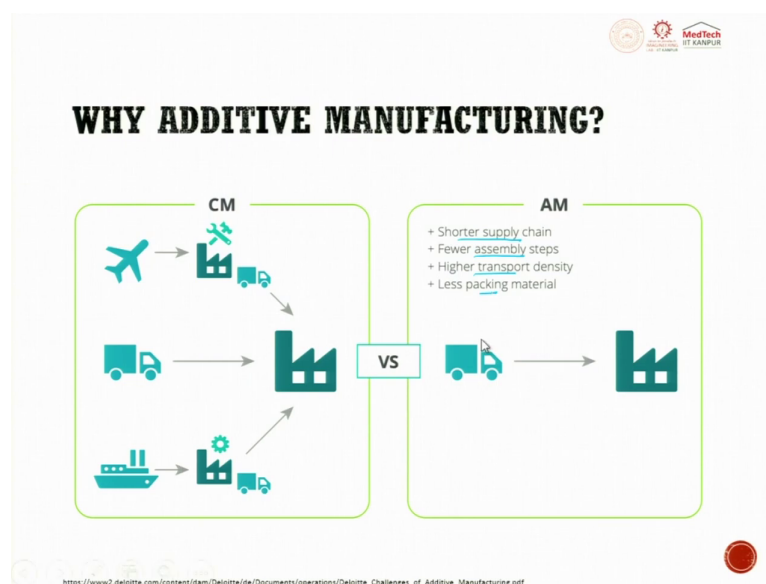 MedTech
IIT KANPUR
WHY ADDITIVE MANUFACTURING?
CM
AM
+ Shorter supply chain
+ Fewer assembly steps
+ Higher transport density
+ Less packing material
VS
https://www2.deloitte.com/content/dam/Deloitte/de/Documents/operations/Deloitte_Challenges_of_Additive_Manufacturing.pdf